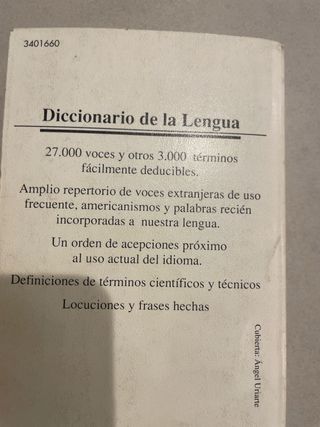 3401660
Diccionario de la Lengua
27.000 voces y otros 3.000 términos
fácilmente deducibles.
Amplio repertorio de voces extranjeras de uso
frecuente, americanismos y palabras recién
incorporadas a nuestra lengua.
Un orden de acepciones próximo
al uso actual del idioma.
Definiciones de términos científicos y técnicos
Locuciones y frases hechas
Cubierta: Ángel Uriarte